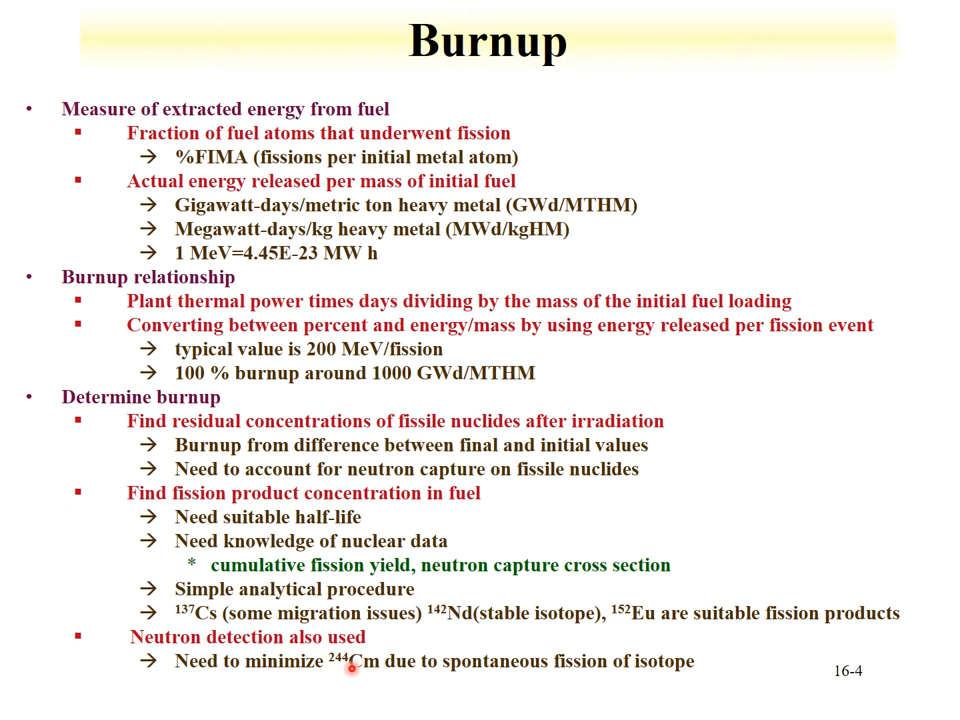 Burnup
• Measure of extracted energy from fuel
▪ Fraction of fuel atoms that underwent fission
→ %FIMA (fissions per initial metal atom)
▪ Actual energy released per mass of initial fuel
→ Gigawatt-days/metric ton heavy metal (GWd/MTHM)
→ Megawatt-days/kg heavy metal (MWd/kgHM)
→ 1 MeV=4.45E-23 MW h
• Burnup relationship
▪ Plant thermal power times days dividing by the mass of the initial fuel loading
▪ Converting between percent and energy/mass by using energy released per fission event
→ typical value is 200 MeV/fission
→ 100 % burnup around 1000 GWd/MTHM
• Determine burnup
▪ Find residual concentrations of fissile nuclides after irradiation
→ Burnup from difference between final and initial values
→ Need to account for neutron capture on fissile nuclides
▪ Find fission product concentration in fuel
→ Need suitable half-life
→ Need knowledge of nuclear data
* cumulative fission yield, neutron capture cross section
→ Simple analytical procedure
→ ¹³⁷Cs (some migration issues) ¹⁴²Nd(stable isotope), ¹⁵²Eu are suitable fission products
▪ Neutron detection also used
→ Need to minimize ²⁴⁴Cm due to spontaneous fission of isotope
16-4